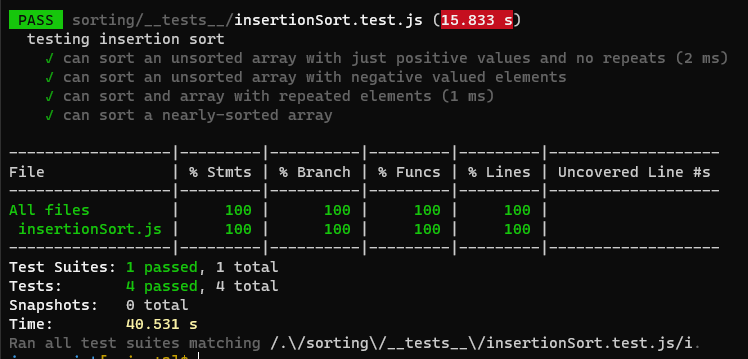 PASS sorting/__tests__/insertionSort.test.js (15.833 s)
testing insertion sort
✓ can sort an unsorted array with just positive values and no repeats (2 ms)
✓ can sort an unsorted array with negative valued elements
✓ can sort and array with repeated elements (1 ms)
✓ can sort a nearly-sorted array
-----------------|---------|----------|---------|---------|-------------------
File | % Stmts | % Branch | % Funcs | % Lines | Uncovered Line #s
-----------------|---------|----------|---------|---------|-------------------
All files | 100 | 100 | 100 | 100 |
insertionSort.js | 100 | 100 | 100 | 100 |
-----------------|---------|----------|---------|---------|-------------------
Test Suites: 1 passed, 1 total
Tests: 4 passed, 4 total
Snapshots: 0 total
Time: 40.531 s
Ran all test suites matching /.\/sorting\/__tests__\/insertionSort.test.js/i.